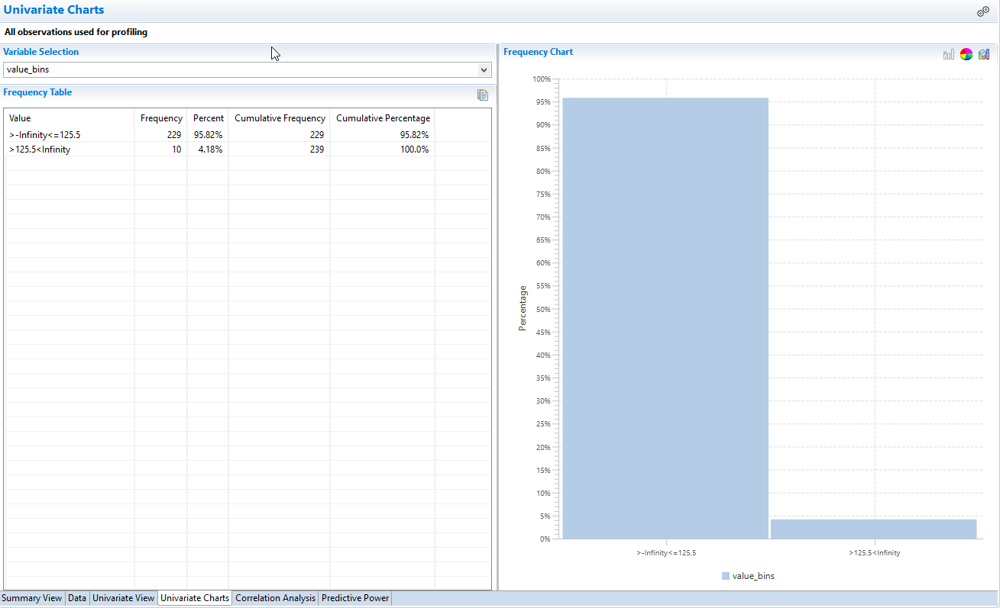 Univariate Charts
All observations used for profiling
Variable Selection
value_bins
Frequency Table
Value Frequency Percent Cumulative Frequency Cumulative Percentage
>-Infinity<=125.5 229 95.82% 229 95.82%
>125.5<Infinity 10 4.18% 239 100.0%
Frequency Chart
100%
95%
90%
85%
80%
75%
70%
65%
60%
55%
50%
45%
40%
35%
30%
25%
20%
15%
10%
5%
0%
Percentage
>-Infinity<=125.5 >125.5<Infinity
value_bins
Summary View Data Univariate View Univariate Charts Correlation Analysis Predictive Power